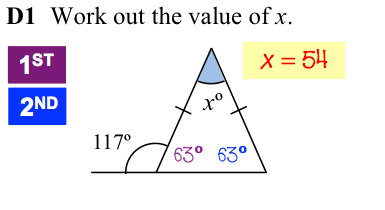 D1 Work out the value of x.
1ST
x = 54
2ND
xº
117º
63º 63º